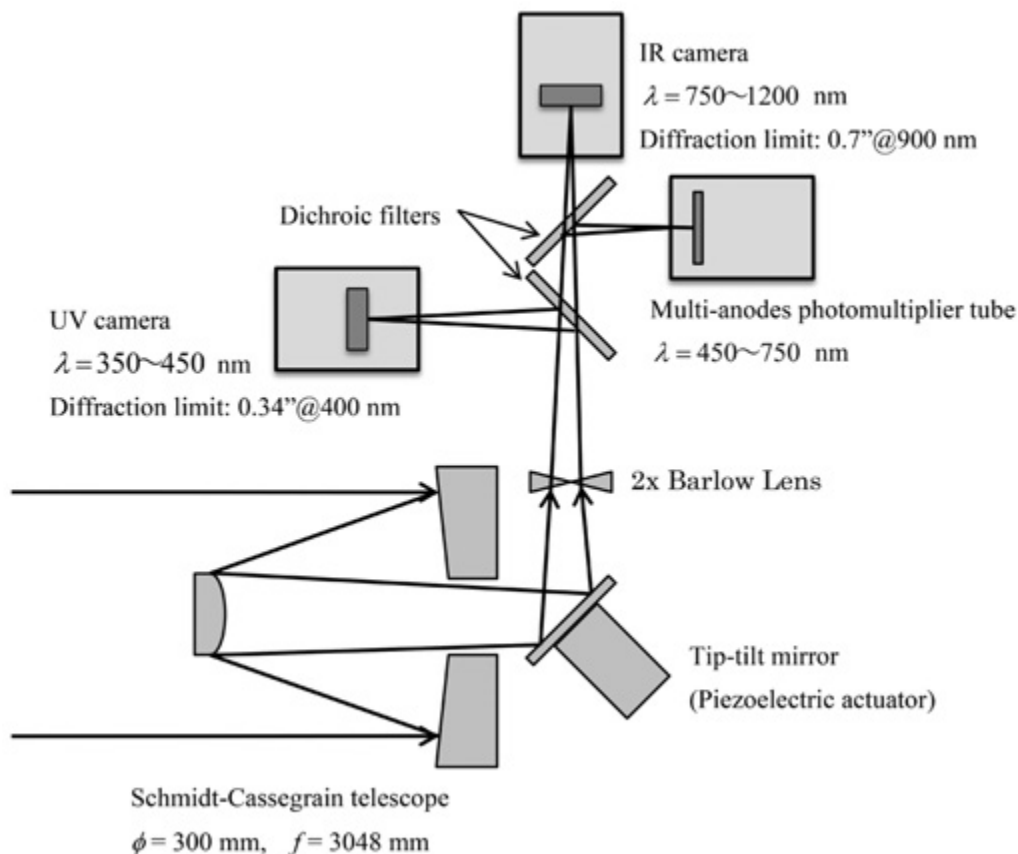 IR camera
λ = 750～1200 nm
Diffraction limit: 0.7”@900 nm
Dichroic filters
UV camera
λ = 350～450 nm
Diffraction limit: 0.34”@400 nm
Multi-anodes photomultiplier tube
λ = 450～750 nm
2x Barlow Lens
Tip-tilt mirror
(Piezoelectric actuator)
Schmidt-Cassegrain telescope
ϕ = 300 mm, f = 3048 mm